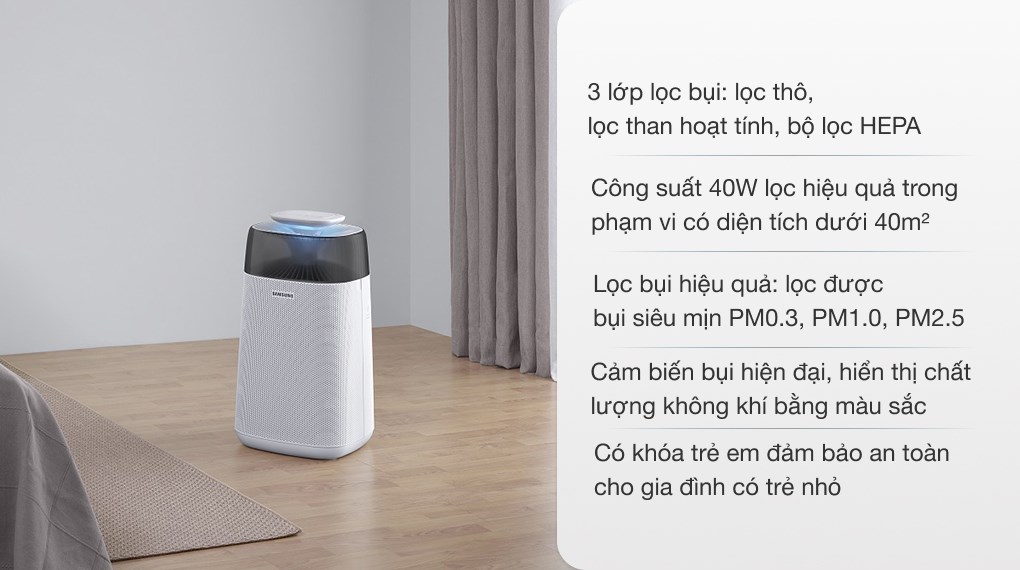 SAMSUNG
3 lớp lọc bụi: lọc thô,
lọc than hoạt tính, bộ lọc HEPA
Công suất 40W lọc hiệu quả trong
phạm vi có diện tích dưới 40m²
Lọc bụi hiệu quả: lọc được
bụi siêu mịn PM0.3, PM1.0, PM2.5
Cảm biến bụi hiện đại, hiển thị chất
lượng không khí bằng màu sắc
Có khóa trẻ em đảm bảo an toàn
cho gia đình có trẻ nhỏ